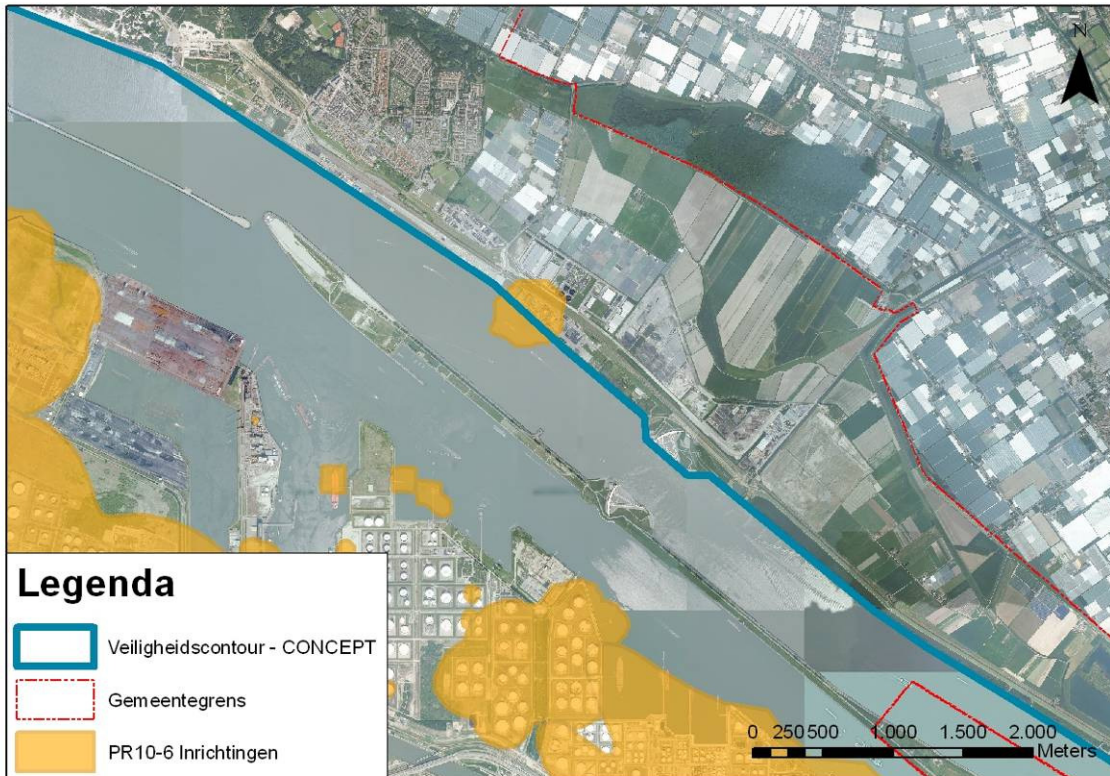 N
Legenda
Veiligheidscontour - CONCEPT
Gemeentegrens
PR10-6 Inrichtingen
0 250 500 1.000 1.500 2.000
Meters